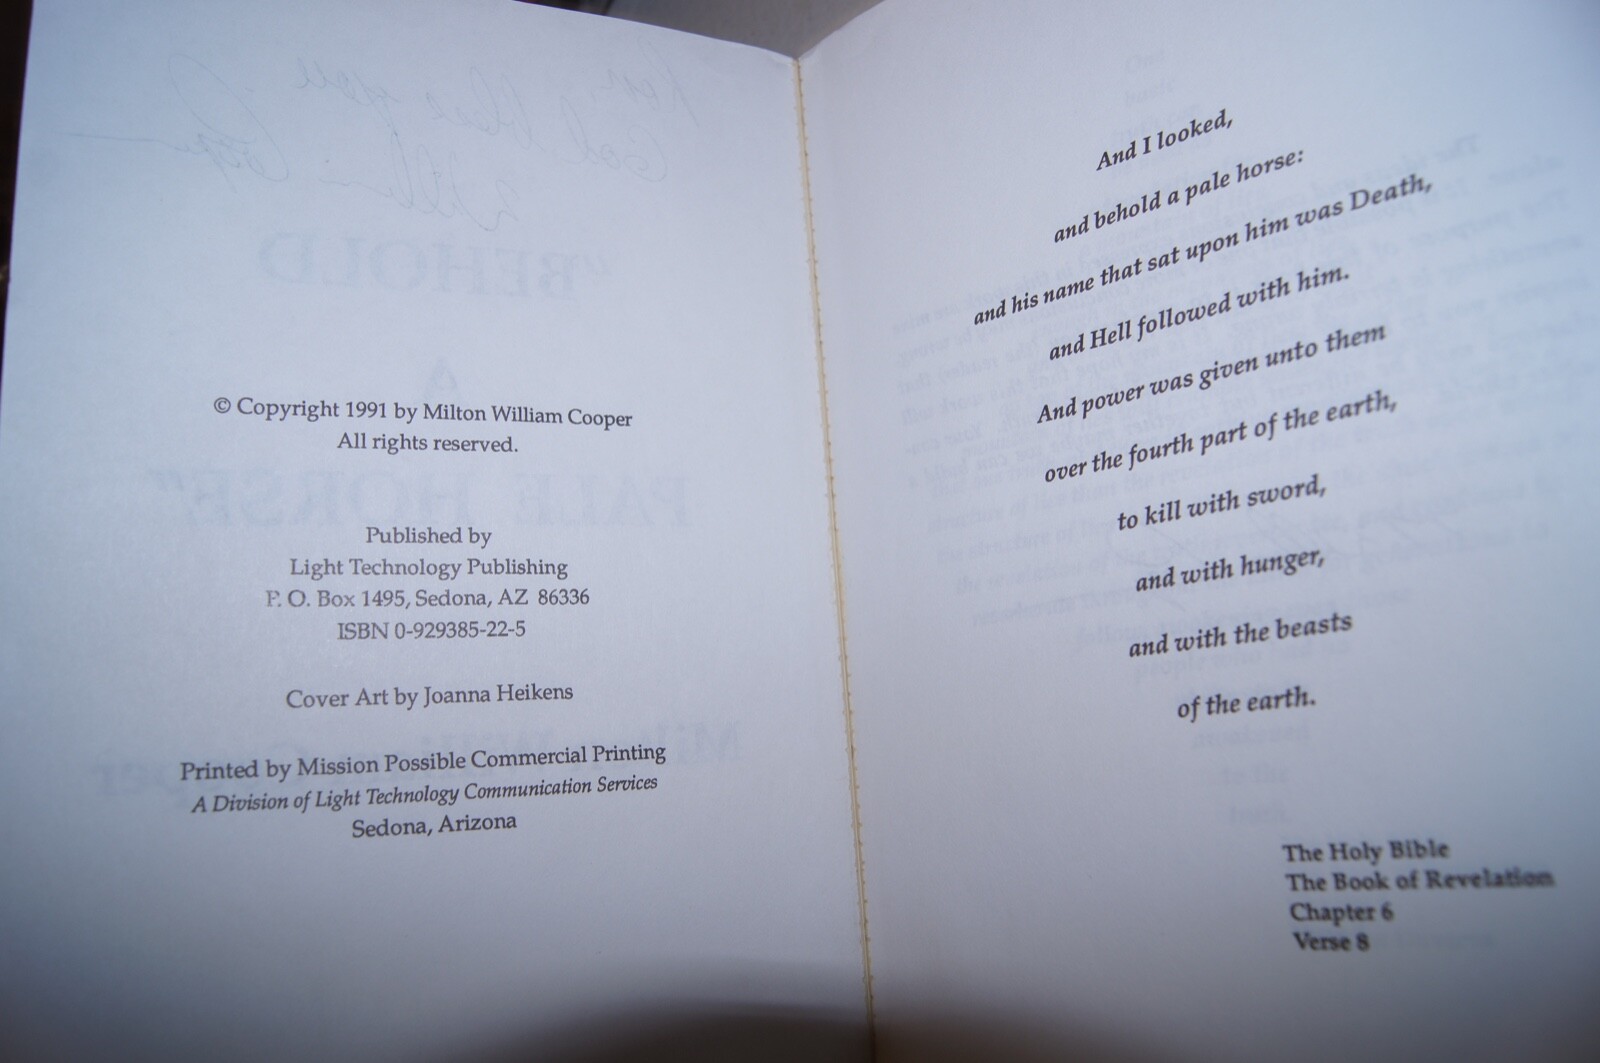 © Copyright 1991 by Milton William Cooper
All rights reserved.
Published by
Light Technology Publishing
P. O. Box 1495, Sedona, AZ 86336
ISBN 0-929385-22-5
Cover Art by Joanna Heikens
Printed by Mission Possible Commercial Printing
A Division of Light Technology Communication Services
Sedona, Arizona
And I looked,
and behold a pale horse:
and his name that sat upon him was Death,
and Hell followed with him.
And power was given unto them
over the fourth part of the earth,
to kill with sword,
and with hunger,
and with the beasts
of the earth.
The Holy Bible
The Book of Revelation
Chapter 6
Verse 8